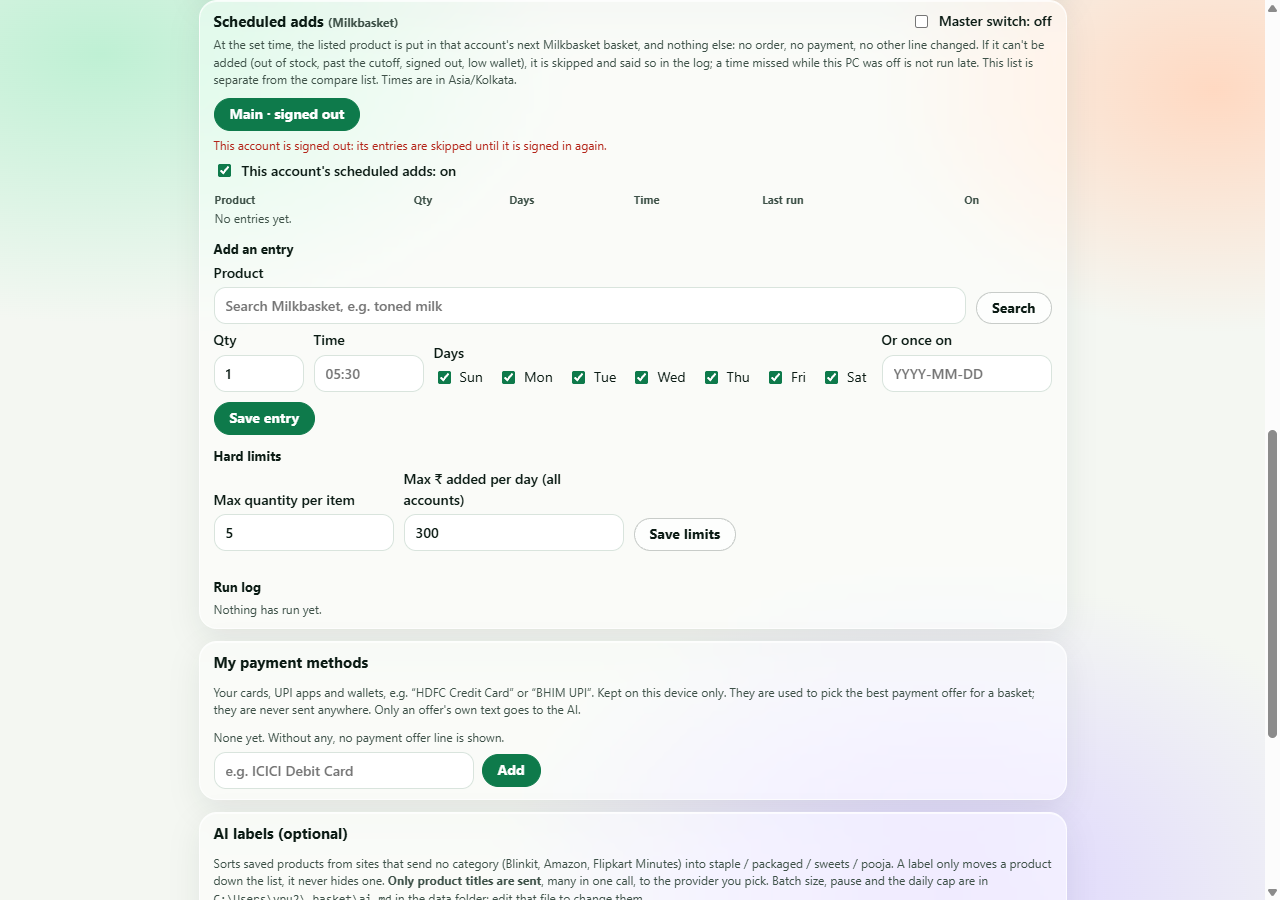 Scheduled adds (Milkbasket)
Master switch: off
At the set time, the listed product is put in that account's next Milkbasket basket, and nothing else: no order, no payment, no other line changed. If it can't be
added (out of stock, past the cutoff, signed out, low wallet), it is skipped and said so in the log; a time missed while this PC was off is not run late. This list is
separate from the compare list. Times are in Asia/Kolkata.
Main · signed out
This account is signed out: its entries are skipped until it is signed in again.
This account's scheduled adds: on
Product Qty Days Time Last run On
No entries yet.
Add an entry
Product
Search Milkbasket, e.g. toned milk
Search
Qty Time Days Or once on
1 05:30 Sun Mon Tue Wed Thu Fri Sat YYYY-MM-DD
Save entry
Hard limits
Max quantity per item
Max ₹ added per day (all
accounts)
5 300 Save limits
Run log
Nothing has run yet.
My payment methods
Your cards, UPI apps and wallets, e.g. “HDFC Credit Card” or “BHIM UPI”. Kept on this device only. They are used to pick the best payment offer for a basket;
they are never sent anywhere. Only an offer's own text goes to the AI.
None yet. Without any, no payment offer line is shown.
e.g. ICICI Debit Card
Add
AI labels (optional)
Sorts saved products from sites that send no category (Blinkit, Amazon, Flipkart Minutes) into staple / packaged / sweets / pooja. A label only moves a product
down the list, it never hides one. Only product titles are sent, many in one call, to the provider you pick. Batch size, pause and the daily cap are in
in the data folder; edit that file to change them.